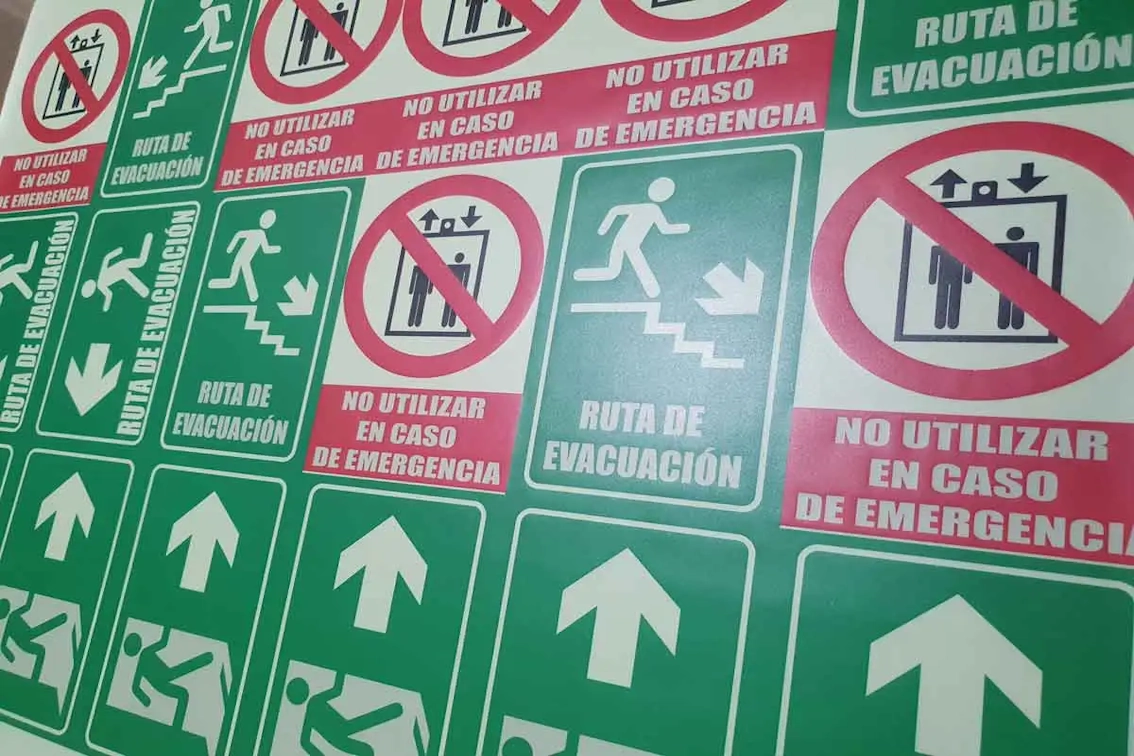 NO UTILIZAR
EN CASO
DE EMERGENCIA
RUTA DE
EVACUACIÓN
NO UTILIZAR
EN CASO
DE EMERGENCIA
NO UTILIZAR
EN CASO
DE EMERGENCIA
NO UTILIZAR
EN CASO
DE EMERGENCIA
RUTA DE
EVACUACIÓN
RUTA DE EVACUACIÓN
RUTA DE EVACUACIÓN
RUTA DE
EVACUACIÓN
NO UTILIZAR
EN CASO
DE EMERGENCIA
RUTA DE
EVACUACIÓN
NO UTILIZAR
EN CASO
DE EMERGENCIA